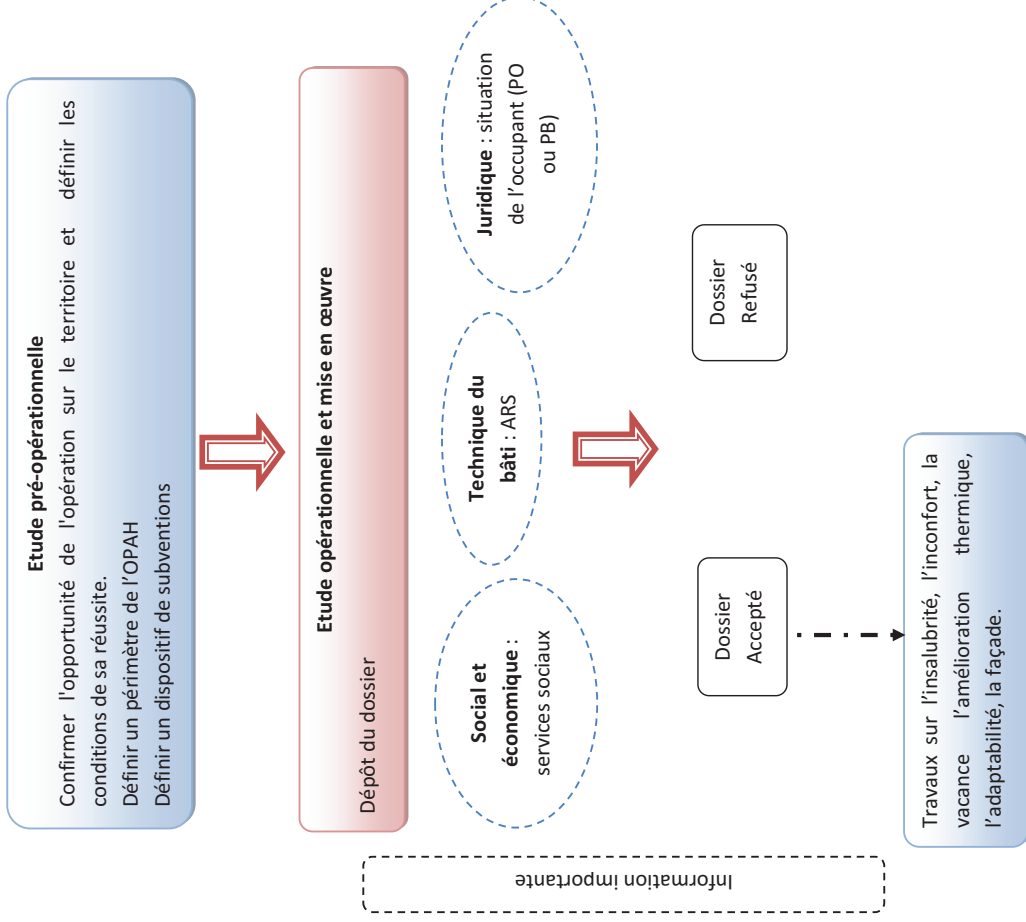 Etude pré-opérationnelle
Confirmer l'opportunité de l'opération sur le territoire et définir les
conditions de sa réussite.
Définir un périmètre de l'OPAH
Définir un dispositif de subventions
Etude opérationnelle et mise en œuvre
Dépôt du dossier
Social et
économique :
services sociaux
Technique du
bâti : ARS
Juridique : situation
de l'occupant (PO
ou PB)
Information importante
Dossier
Accepté
Dossier
Refusé
Travaux sur l'insalubrité, l'inconfort, la
vacance l'amélioration thermique,
l'adaptabilité, la façade.